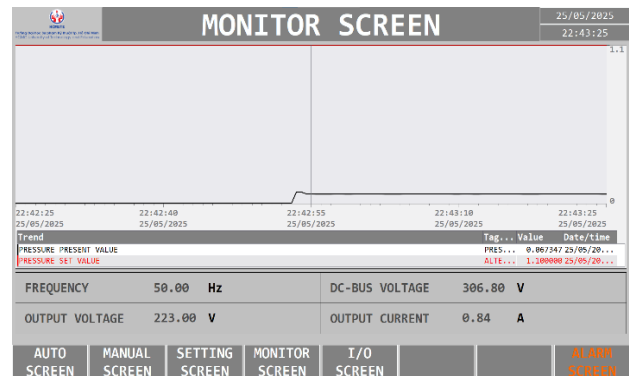 MONITOR SCREEN
25/05/2025
22:43:25
1.1
0
22:42:25 22:42:40 22:42:55 22:43:10 22:43:25
25/05/2025 25/05/2025 25/05/2025 25/05/2025 25/05/2025
Trend Tag... Value Date/time
PRESSURE PRESENT VALUE PRES... 0.067347 25/05/20...
PRESSURE SET VALUE ALTE... 1.100000 25/05/20...
FREQUENCY 50.00 Hz DC-BUS VOLTAGE 306.80 V
OUTPUT VOLTAGE 223.00 V OUTPUT CURRENT 0.84 A
AUTO MANUAL SETTING MONITOR I/O ALARM
SCREEN SCREEN SCREEN SCREEN SCREEN SCREEN